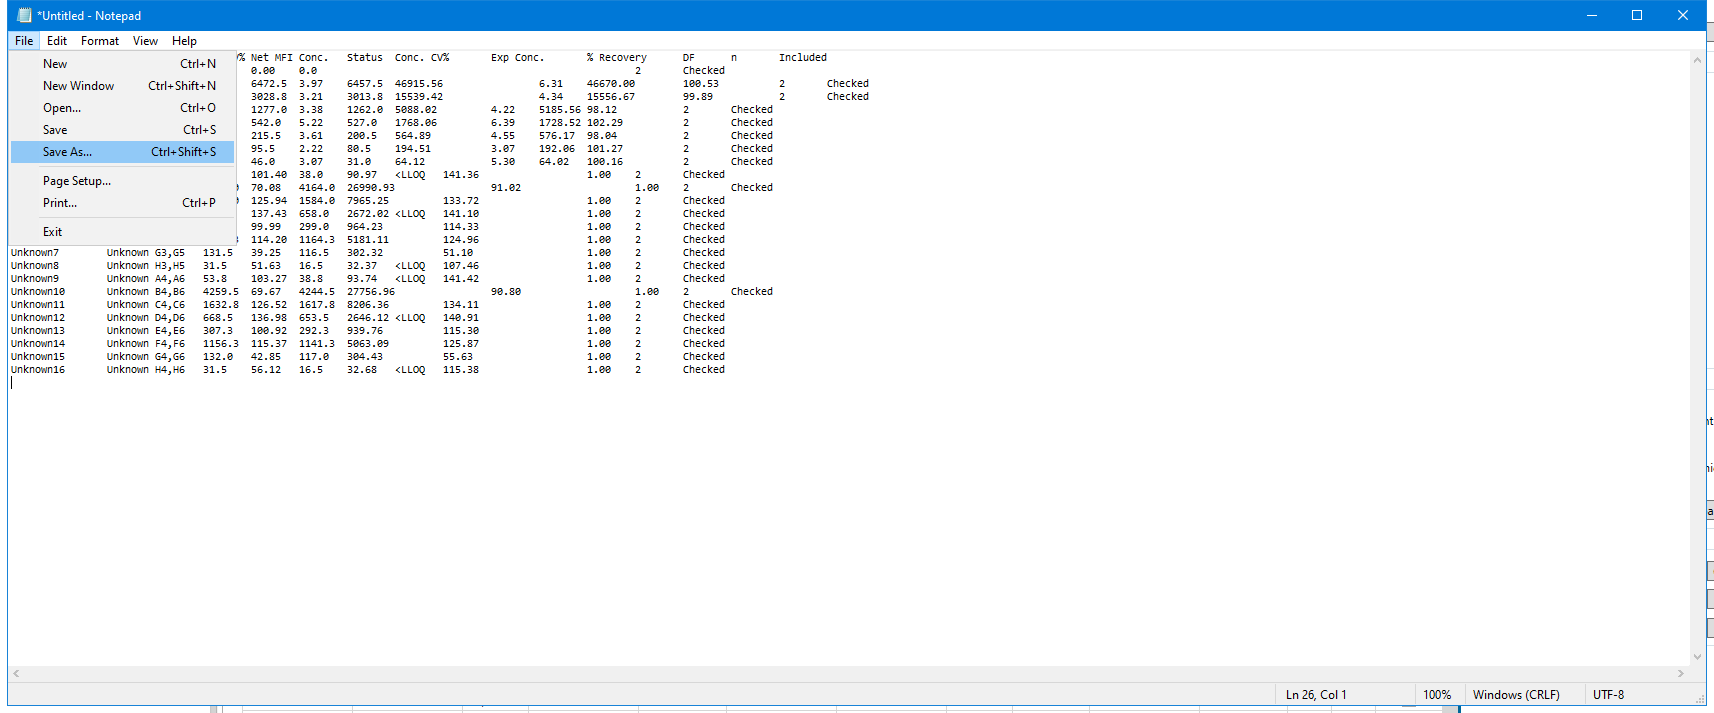 *Untitled - Notepad
File Edit Format View Help
New Ctrl+N
New Window Ctrl+Shift+N
Open... Ctrl+O
Save Ctrl+S
Save As... Ctrl+Shift+S
Page Setup...
Print... Ctrl+P
Exit
% Net MFI Conc. Status Conc. CV% Exp Conc. % Recovery DF n Included
0.00 0.0 2 Checked
6472.5 3.97 6457.5 46915.56 6.31 46670.00 100.53 2 Checked
3028.8 3.21 3013.8 15539.42 4.34 15556.67 99.89 2 Checked
1277.0 3.38 1262.0 5088.02 4.22 5185.56 98.12 2 Checked
542.0 5.22 527.0 1768.06 6.39 1728.52 102.29 2 Checked
215.5 3.61 200.5 564.89 4.55 576.17 98.04 2 Checked
95.5 2.22 80.5 194.51 3.07 192.06 101.27 2 Checked
46.0 3.07 31.0 64.12 5.30 64.02 100.16 2 Checked
101.40 38.0 90.97 <LLOQ 141.36 1.00 2 Checked
70.08 4164.0 26990.93 91.02 1.00 2 Checked
125.94 1584.0 7965.25 133.72 1.00 2 Checked
137.43 658.0 2672.02 <LLOQ 141.10 1.00 2 Checked
99.99 299.0 964.23 114.33 1.00 2 Checked
114.20 1164.3 5181.11 124.96 1.00 2 Checked
Unknown7 Unknown G3,G5 131.5 39.25 116.5 302.32 51.10 1.00 2 Checked
Unknown8 Unknown H3,H5 31.5 51.63 16.5 32.37 <LLOQ 107.46 1.00 2 Checked
Unknown9 Unknown A4,A6 53.8 103.27 38.8 93.74 <LLOQ 141.42 1.00 2 Checked
Unknown10 Unknown B4,B6 4259.5 69.67 4244.5 27756.96 90.80 1.00 2 Checked
Unknown11 Unknown C4,C6 1632.8 126.52 1617.8 8206.36 134.11 1.00 2 Checked
Unknown12 Unknown D4,D6 668.5 136.98 653.5 2646.12 <LLOQ 140.91 1.00 2 Checked
Unknown13 Unknown E4,E6 307.3 100.92 292.3 939.76 115.30 1.00 2 Checked
Unknown14 Unknown F4,F6 1156.3 115.37 1141.3 5063.09 125.87 1.00 2 Checked
Unknown15 Unknown G4,G6 132.0 42.85 117.0 304.43 55.63 1.00 2 Checked
Unknown16 Unknown H4,H6 31.5 56.12 16.5 32.68 <LLOQ 115.38 1.00 2 Checked
Ln 26, Col 1 100% Windows (CRLF) UTF-8